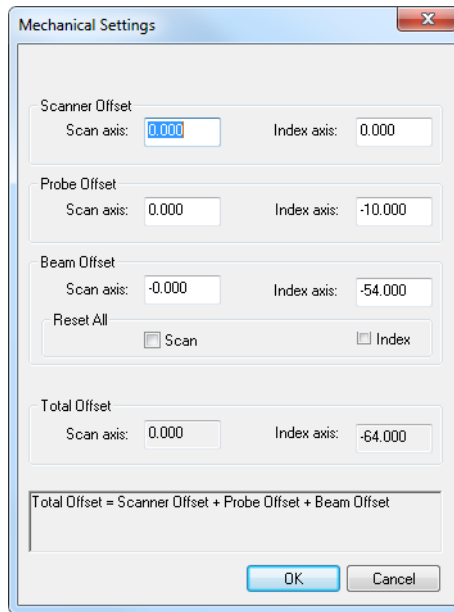 Mechanical Settings
Scanner Offset
Scan axis: 0.000 Index axis: 0.000
Probe Offset
Scan axis: 0.000 Index axis: -10.000
Beam Offset
Scan axis: -0.000 Index axis: -54.000
Reset All
Scan Index
Total Offset
Scan axis: 0.000 Index axis: -64.000
Total Offset = Scanner Offset + Probe Offset + Beam Offset
OK Cancel